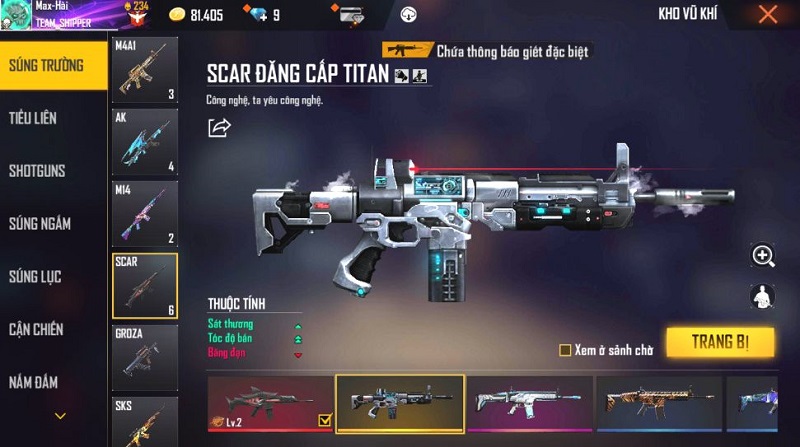 Max-Hài
TEAM_SHIPPER
234
81.405
9
KHO VŨ KHÍ
SÚNG TRƯỜNG
TIỂU LIÊN
SHOTGUNS
SÚNG NGẮM
SÚNG LỤC
CẬN CHIẾN
NẮM ĐẤM
M4A1
3
AK
4
M14
2
SCAR
6
GROZA
SKS
Chứa thông báo giết đặc biệt
SCAR ĐẲNG CẤP TITAN
Công nghệ, ta yêu công nghệ.
THUỘC TÍNH
Sát thương
Tốc độ bắn
Băng đạn
Xem ở sảnh chờ
TRANG BỊ
Lv.2